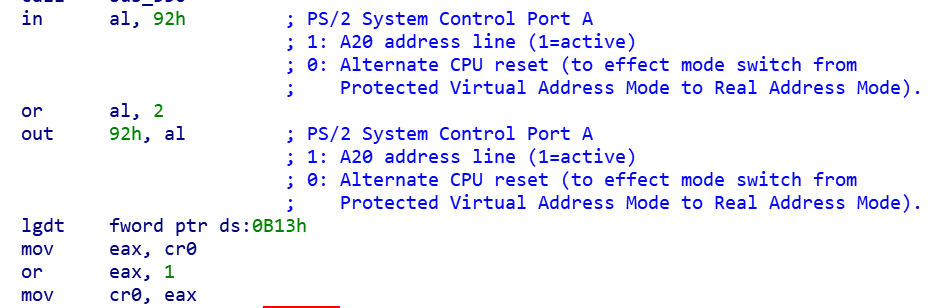 in al, 92h ; PS/2 System Control Port A
; 1: A20 address line (1=active)
; 0: Alternate CPU reset (to effect mode switch from
; Protected Virtual Address Mode to Real Address Mode).
or al, 2
out 92h, al ; PS/2 System Control Port A
; 1: A20 address line (1=active)
; 0: Alternate CPU reset (to effect mode switch from
; Protected Virtual Address Mode to Real Address Mode).
lgdt fword ptr ds:0B13h
mov eax, cr0
or eax, 1
mov cr0, eax